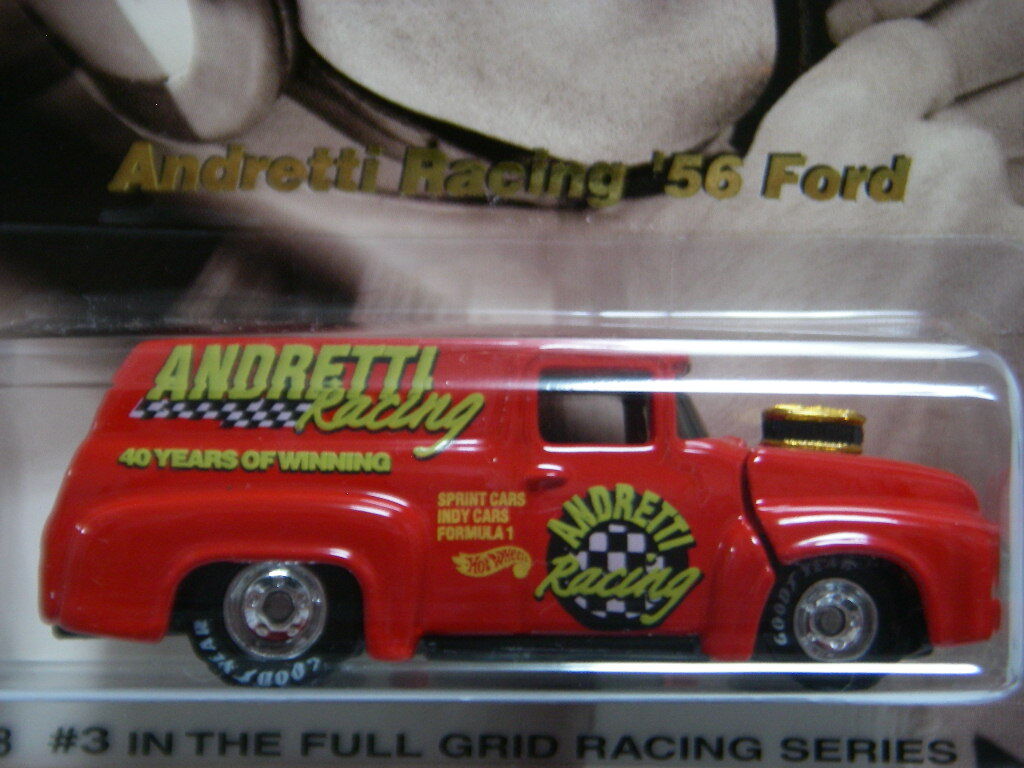 Andretti Racing '56 Ford
ANDRETTI
Racing
40 YEARS OF WINNING
SPRINT CARS
INDY CARS
FORMULA 1
Hot Wheels
ANDRETTI
Racing
GOODYEAR
GOODYEAR
#3 IN THE FULL GRID RACING SERIES